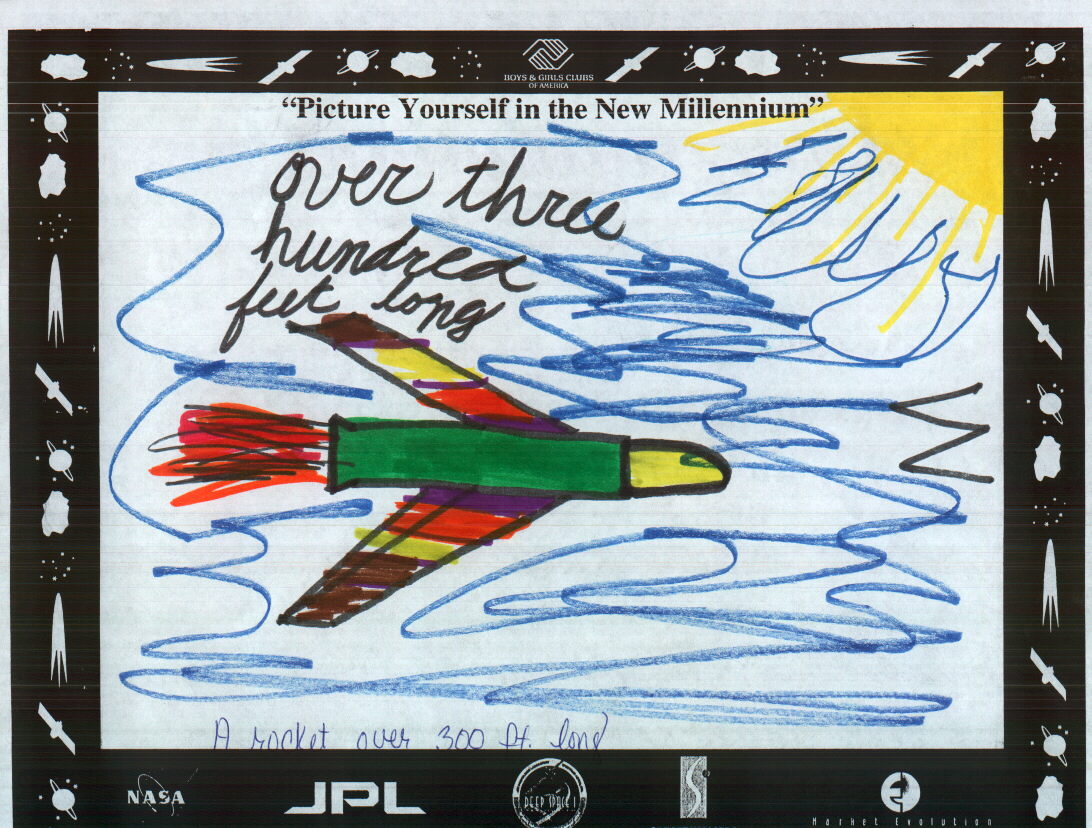 BOYS & GIRLS CLUBS
OF AMERICA
“Picture Yourself in the New Millennium”
over three
hundred
feet long
A rocket over 300 ft. long
NASA
JPL
DEEP SPACE 1
Market Evolution